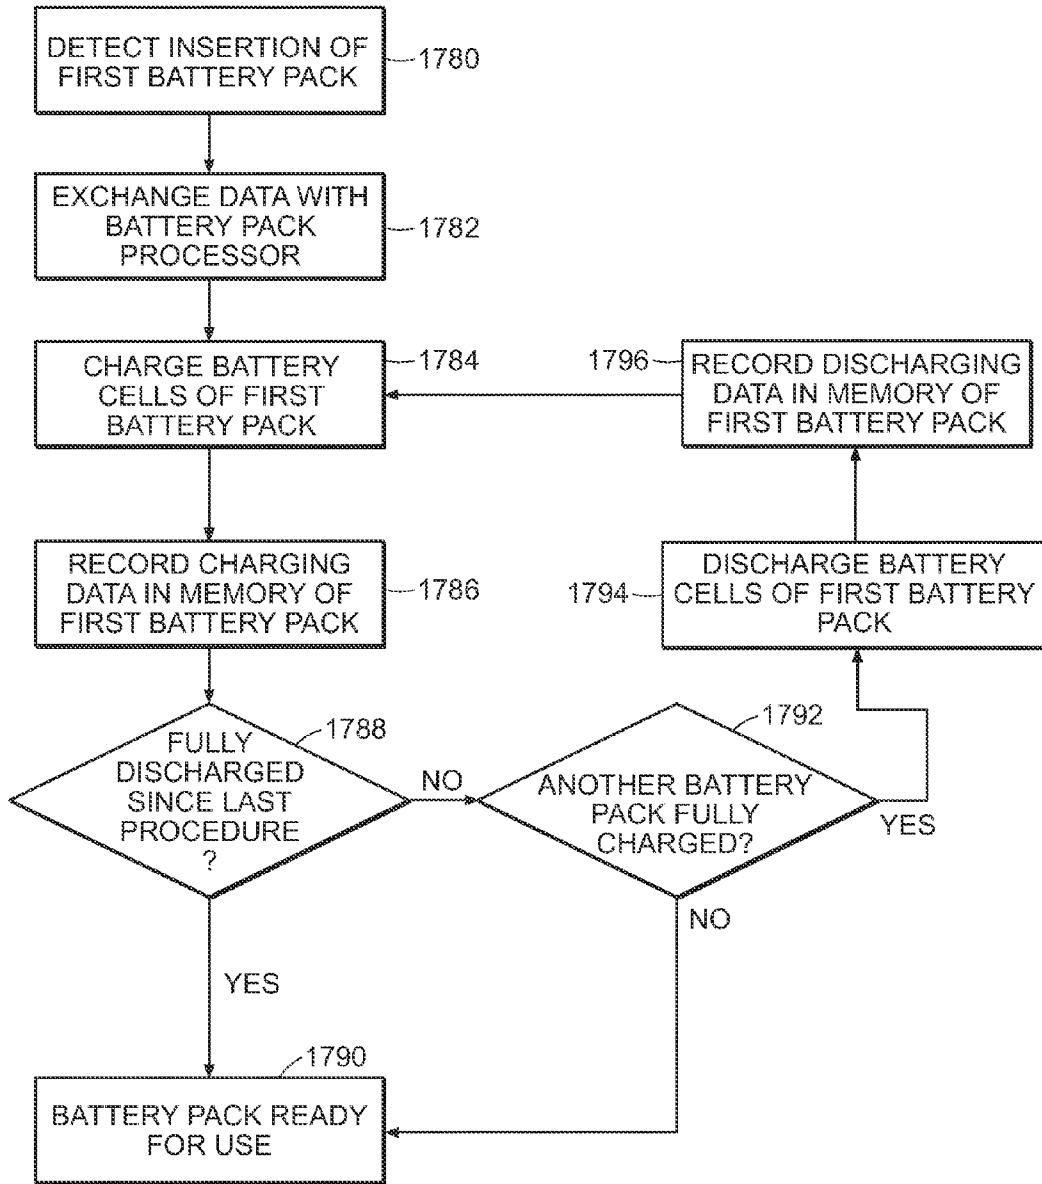 DETECT INSERTION OF
FIRST BATTERY PACK
1780
EXCHANGE DATA WITH
BATTERY PACK
PROCESSOR
1782
CHARGE BATTERY
CELLS OF FIRST
BATTERY PACK
1784
1796
RECORD DISCHARGING
DATA IN MEMORY OF
FIRST BATTERY PACK
RECORD CHARGING
DATA IN MEMORY OF
FIRST BATTERY PACK
1786
1794
DISCHARGE BATTERY
CELLS OF FIRST BATTERY
PACK
1788
FULLY
DISCHARGED
SINCE LAST
PROCEDURE
?
NO
1792
ANOTHER BATTERY
PACK FULLY
CHARGED?
YES
NO
YES
1790
BATTERY PACK READY
FOR USE